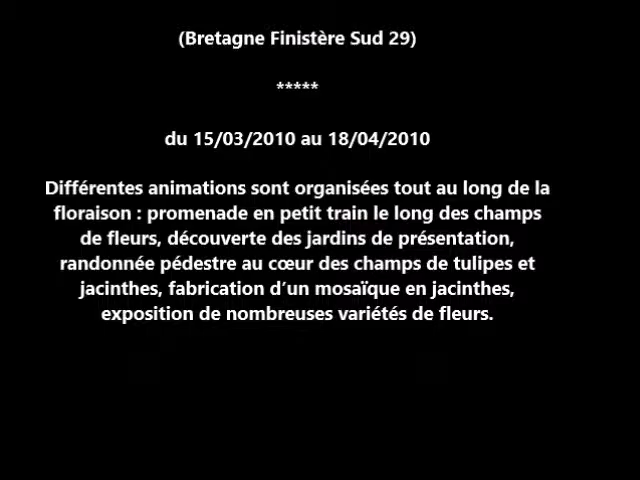 (Bretagne Finistère Sud 29)
*****
du 15/03/2010 au 18/04/2010
Différentes animations sont organisées tout au long de la
floraison : promenade en petit train le long des champs
de fleurs, découverte des jardins de présentation,
randonnée pédestre au cœur des champs de tulipes et
jacinthes, fabrication d’un mosaïque en jacinthes,
exposition de nombreuses variétés de fleurs.